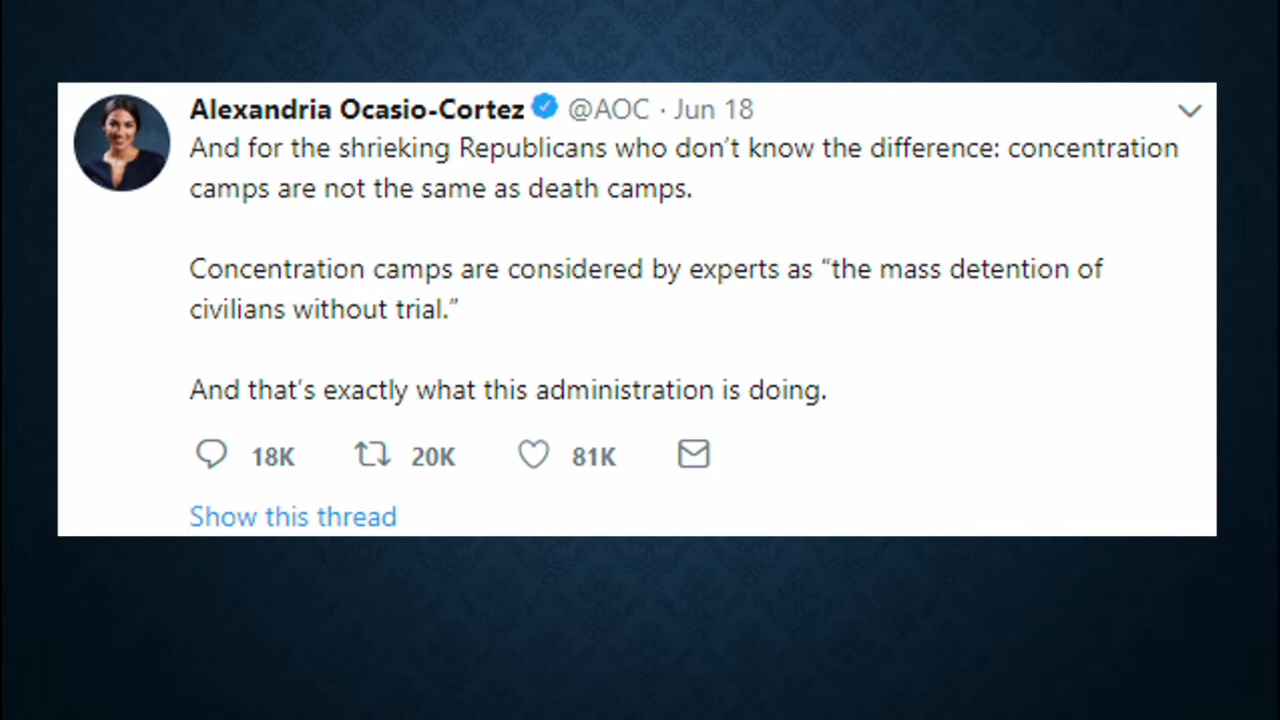 Alexandria Ocasio-Cortez @AOC · Jun 18
And for the shrieking Republicans who don’t know the difference: concentration
camps are not the same as death camps.
Concentration camps are considered by experts as “the mass detention of
civilians without trial.”
And that’s exactly what this administration is doing.
18K 20K 81K
Show this thread